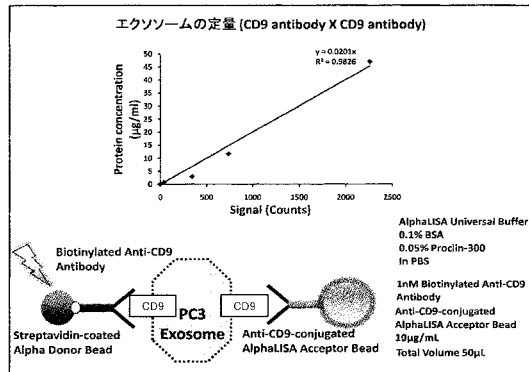 エクソソームの定量 (CD9 antibody X CD9 antibody)
y = 0.0201x
R² = 0.9826
Protein concentration
(μg/ml)
50
45
40
35
30
25
20
15
10
5
0
0
500
1000
1500
2000
2500
Signal (Counts)
AlphaLISA Universal Buffer
0.1% BSA
0.05% Proclin-300
In PBS
Biotinylated Anti-CD9
Antibody
CD9
PC3
Exosome
CD9
Streptavidin-coated
Alpha Donor Bead
Anti-CD9-conjugated
AlphaLISA Acceptor Bead
1nM Biotinylated Anti-CD9
Antibody
Anti-CD9-conjugated
AlphaLISA Acceptor Bead
10μg/mL
Total Volume 50μL